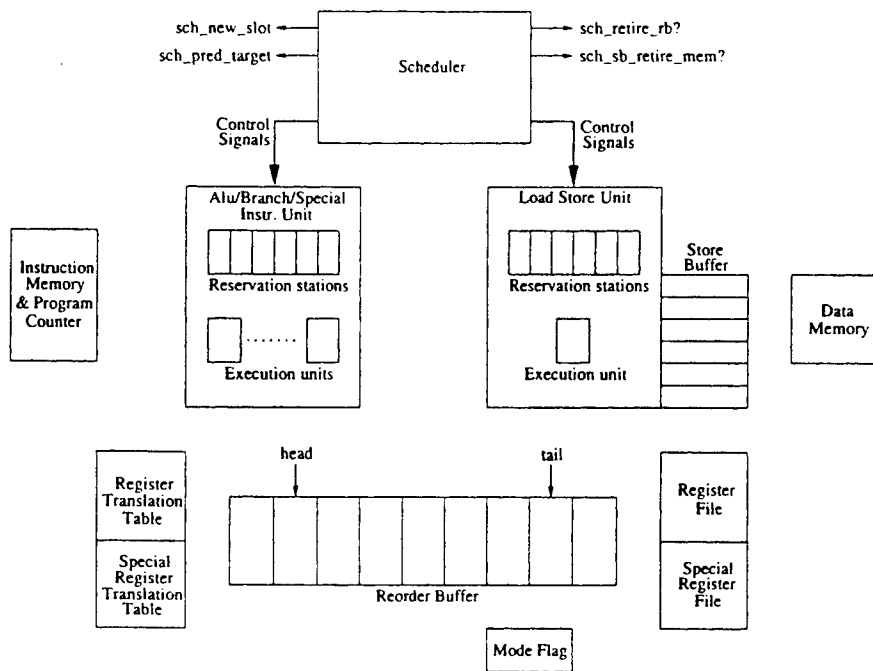 sch_new_slot
sch_pred_target
Scheduler
sch_retire_rb?
sch_sb_retire_mem?
Control
Signals
Control
Signals
Alu/Branch/Special
Instr. Unit
Reservation stations
Execution units
Load Store Unit
Reservation stations
Execution unit
Store
Buffer
Instruction
Memory
& Program
Counter
Data
Memory
head
tail
Register
Translation
Table
Special
Register
Translation
Table
Reorder Buffer
Register
File
Special
Register
File
Mode Flag